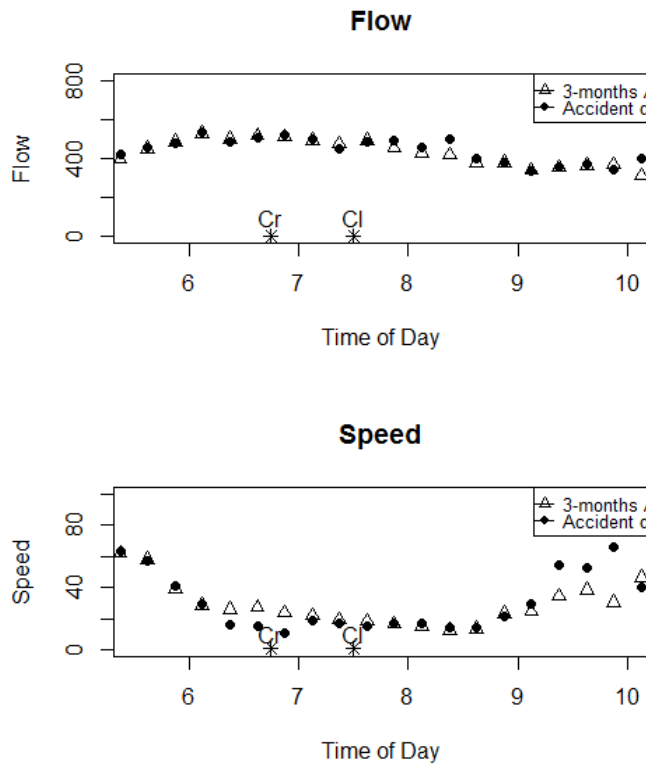 Flow
800
400
0
Flow
3-months
Accident
Cr Cl
6 7 8 9 10
Time of Day
Speed
80
40
0
Speed
3-months
Accident
Cr Cl
6 7 8 9 10
Time of Day